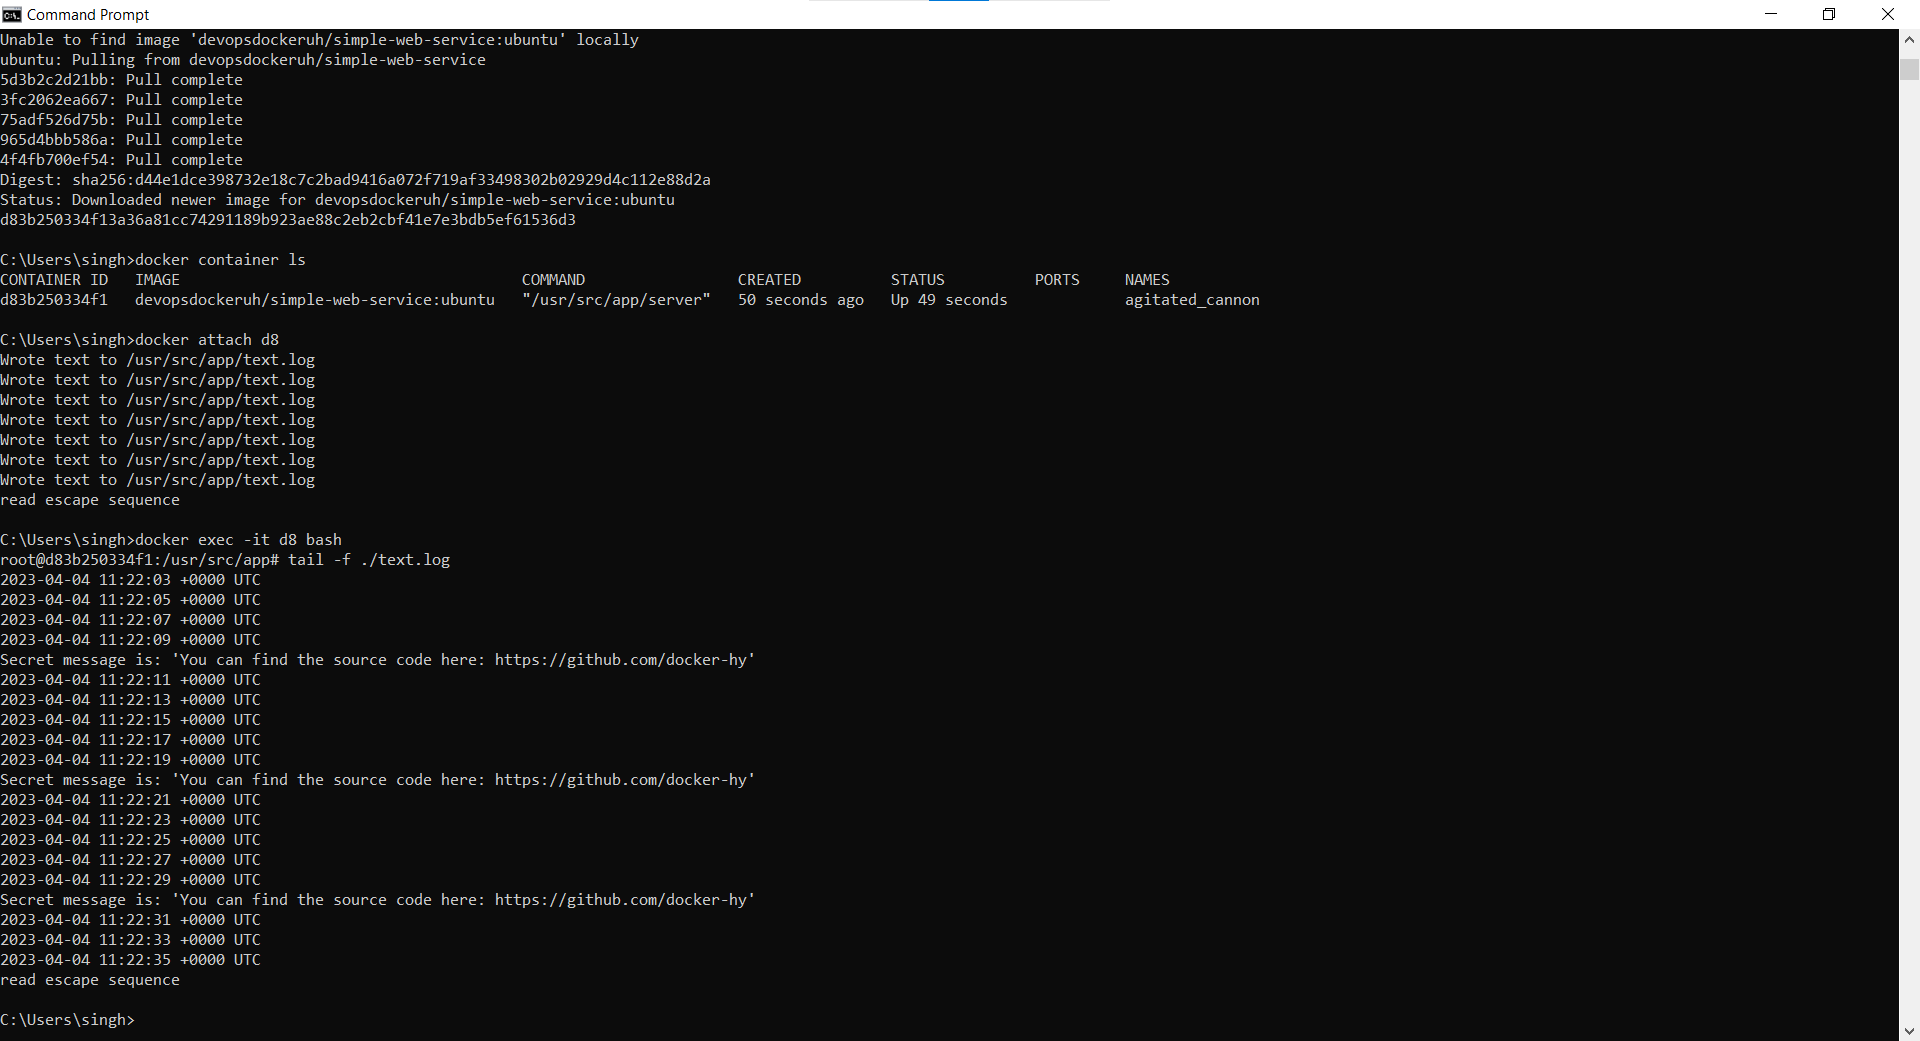 Command Prompt
Unable to find image 'devopsdockeruh/simple-web-service:ubuntu' locally
ubuntu: Pulling from devopsdockeruh/simple-web-service
5d3b2c2d21bb: Pull complete
3fc2062ea667: Pull complete
75adf526d75b: Pull complete
965d4bbb586a: Pull complete
4f4fb700ef54: Pull complete
Digest: sha256:d44e1dce398732e18c7c2bad9416a072f719af33498302b02929d4c112e88d2a
Status: Downloaded newer image for devopsdockeruh/simple-web-service:ubuntu
d83b250334f13a36a81cc74291189b923ae88c2eb2cbf41e7e3bdb5ef61536d3
C:\Users\singh>docker container ls
CONTAINER ID   IMAGE                                      COMMAND                 CREATED          STATUS          PORTS     NAMES
d83b250334f1   devopsdockeruh/simple-web-service:ubuntu   "/usr/src/app/server"   50 seconds ago   Up 49 seconds             agitated_cannon
C:\Users\singh>docker attach d8
Wrote text to /usr/src/app/text.log
Wrote text to /usr/src/app/text.log
Wrote text to /usr/src/app/text.log
Wrote text to /usr/src/app/text.log
Wrote text to /usr/src/app/text.log
Wrote text to /usr/src/app/text.log
Wrote text to /usr/src/app/text.log
read escape sequence
C:\Users\singh>docker exec -it d8 bash
root@d83b250334f1:/usr/src/app# tail -f ./text.log
2023-04-04 11:22:03 +0000 UTC
2023-04-04 11:22:05 +0000 UTC
2023-04-04 11:22:07 +0000 UTC
2023-04-04 11:22:09 +0000 UTC
Secret message is: 'You can find the source code here: https://github.com/docker-hy'
2023-04-04 11:22:11 +0000 UTC
2023-04-04 11:22:13 +0000 UTC
2023-04-04 11:22:15 +0000 UTC
2023-04-04 11:22:17 +0000 UTC
2023-04-04 11:22:19 +0000 UTC
Secret message is: 'You can find the source code here: https://github.com/docker-hy'
2023-04-04 11:22:21 +0000 UTC
2023-04-04 11:22:23 +0000 UTC
2023-04-04 11:22:25 +0000 UTC
2023-04-04 11:22:27 +0000 UTC
2023-04-04 11:22:29 +0000 UTC
Secret message is: 'You can find the source code here: https://github.com/docker-hy'
2023-04-04 11:22:31 +0000 UTC
2023-04-04 11:22:33 +0000 UTC
2023-04-04 11:22:35 +0000 UTC
read escape sequence
C:\Users\singh>